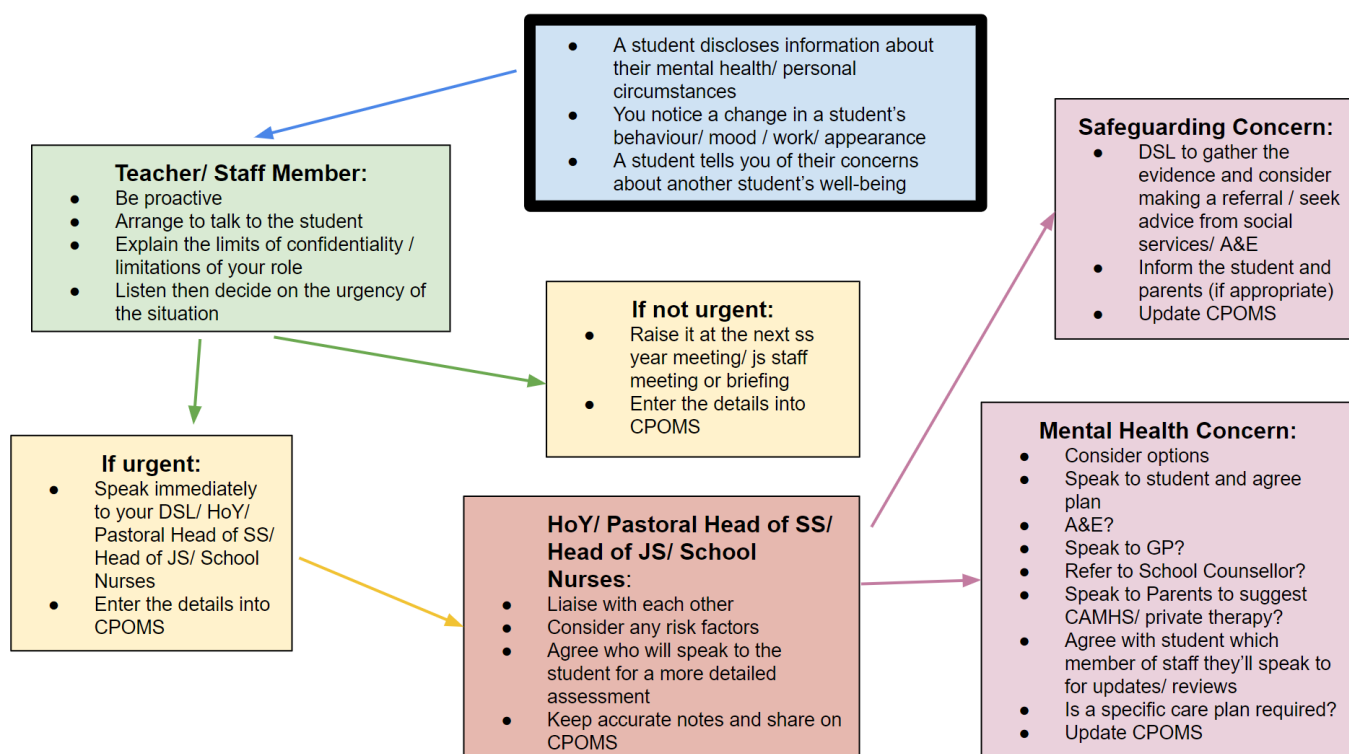 ● A student discloses information about
their mental health/ personal
circumstances
● You notice a change in a student's
behaviour/ mood / work/ appearance
● A student tells you of their concerns
about another student's well-being
Teacher/ Staff Member:
● Be proactive
● Arrange to talk to the student
● Explain the limits of confidentiality /
limitations of your role
● Listen then decide on the urgency of
the situation
If not urgent:
● Raise it at the next ss
year meeting/ js staff
meeting or briefing
● Enter the details into
CPOMS
If urgent:
● Speak immediately
to your DSL/ HoY/
Pastoral Head of SS/
Head of JS/ School
Nurses
● Enter the details into
CPOMS
HoY/ Pastoral Head of SS/
Head of JS/ School
Nurses:
● Liaise with each other
● Consider any risk factors
● Agree who will speak to the
student for a more detailed
assessment
● Keep accurate notes and share on
CPOMS
Safeguarding Concern:
● DSL to gather the
evidence and consider
making a referral / seek
advice from social
services/ A&E
● Inform the student and
parents (if appropriate)
● Update CPOMS
Mental Health Concern:
● Consider options
● Speak to student and agree
plan
● A&E?
● Speak to GP?
● Refer to School Counsellor?
● Speak to Parents to suggest
CAMHS/ private therapy?
● Agree with student which
member of staff they'll speak to
for updates/ reviews
● Is a specific care plan required?
● Update CPOMS